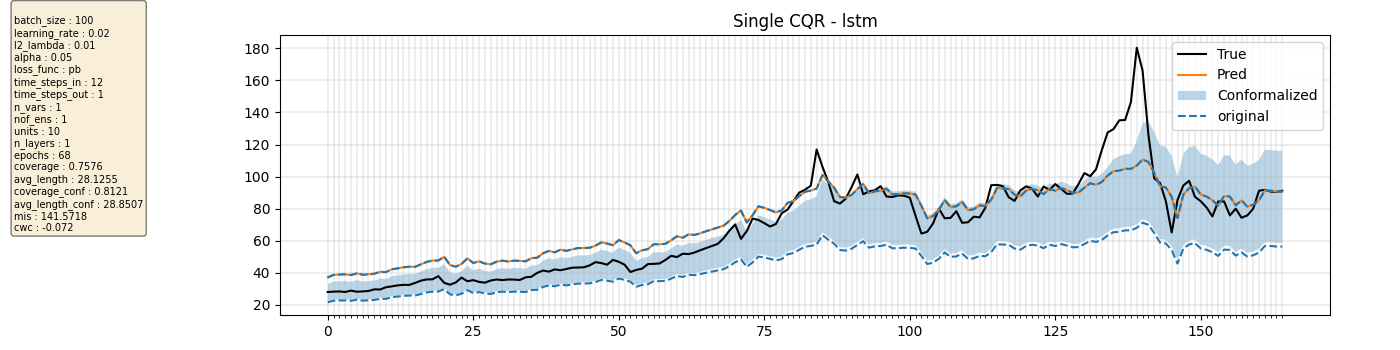 batch_size : 100
learning_rate : 0.02
l2_lambda : 0.01
alpha : 0.05
loss_func : pb
time_steps_in : 12
time_steps_out : 1
n_vars : 1
nof_ens : 1
units : 10
n_layers : 1
epochs : 68
coverage : 0.7576
avg_length : 28.1255
coverage_conf : 0.8121
avg_length_conf : 28.8507
mis : 141.5718
cwc : -0.072
Single CQR - lstm
180
160
140
120
100
80
60
40
20
0 25 50 75 100 125 150
True
Pred
Conformalized
original